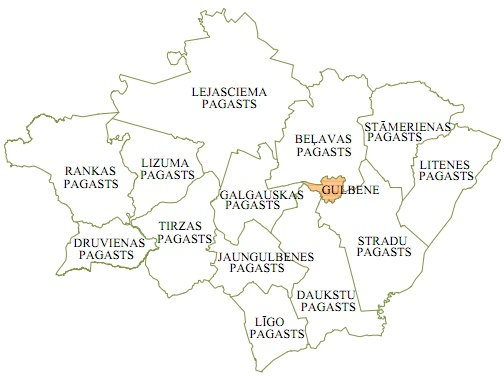 LEJASCIEMA
PAGASTS
STĀMERIENAS
PAGASTS
BEĻAVAS
PAGASTS
LIZUMA
PAGASTS
LITENES
PAGASTS
RANKAS
PAGASTS
GALGAUSKAS
PAGASTS
GULBENE
TIRZAS
PAGASTS
DRUVIENAS
PAGASTS
STRADU
PAGASTS
JAUNGULBENES
PAGASTS
DAUKSTU
PAGASTS
LĪGO
PAGASTS